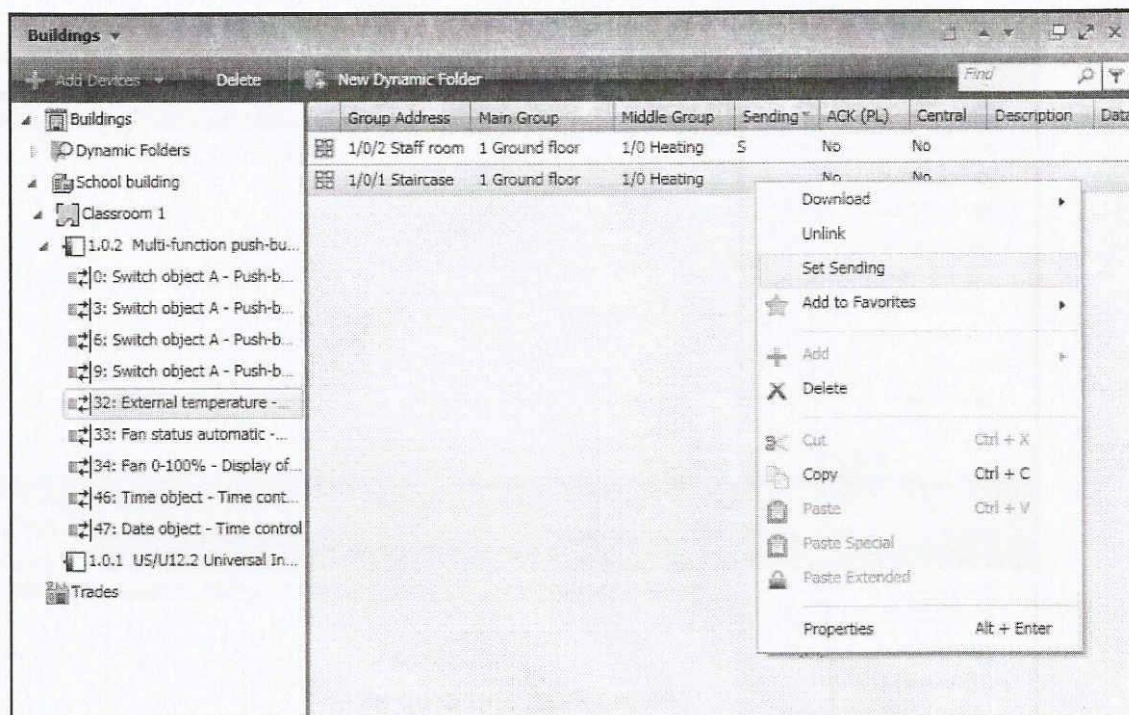 Buildings
Add Devices Delete New Dynamic Folder Find
Buildings
Dynamic Folders
School building
Classroom 1
1.0.2 Multi-function push-bu...
0: Switch object A - Push-b...
3: Switch object A - Push-b...
6: Switch object A - Push-b...
9: Switch object A - Push-b...
32: External temperature -...
33: Fan status automatic -...
34: Fan 0-100% - Display of...
46: Time object - Time cont...
47: Date object - Time control
1.0.1 US/U12.2 Universal In...
Trades
Group Address Main Group Middle Group Sending ACK (PL) Central Description Data
1/0/2 Staff room 1 Ground floor 1/0 Heating S No No
1/0/1 Staircase 1 Ground floor 1/0 Heating No No
Download
Unlink
Set Sending
Add to Favorites
Add
Delete
Cut Ctrl + X
Copy Ctrl + C
Paste Ctrl + V
Paste Special
Paste Extended
Properties Alt + Enter